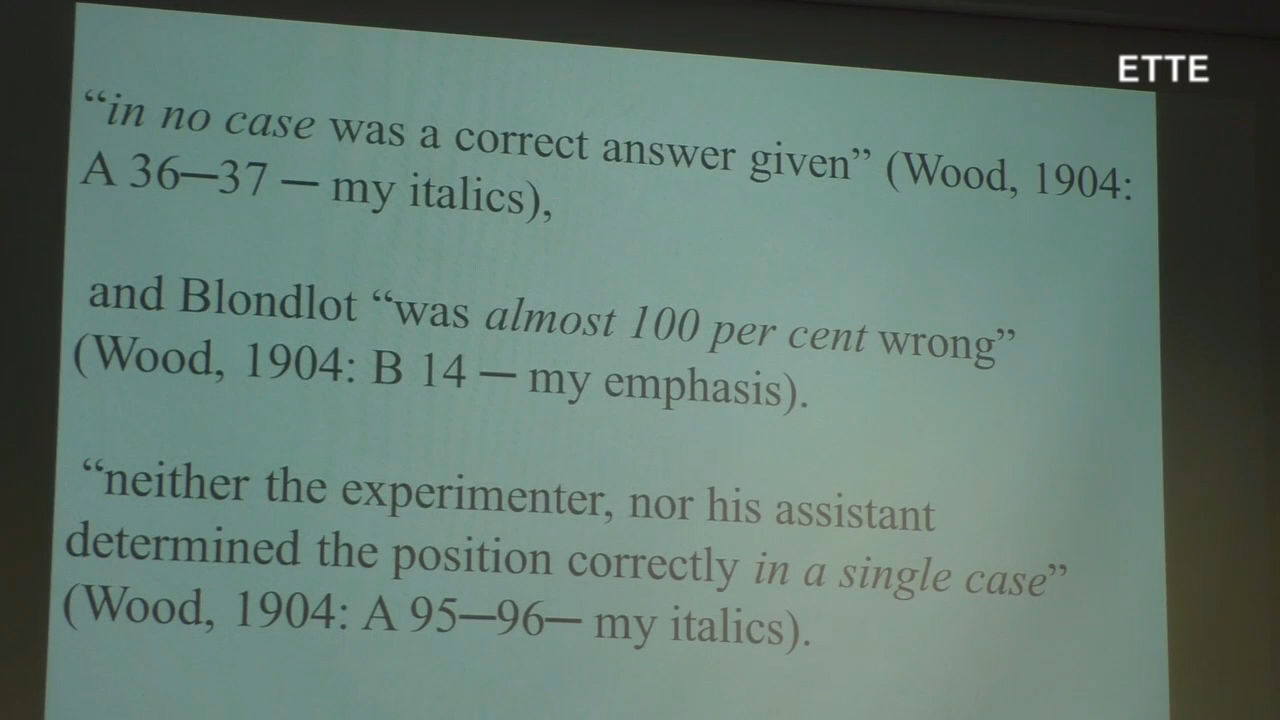 ETTE
“in no case was a correct answer given” (Wood, 1904:
A 36—37 — my italics),
and Blondlot “was almost 100 per cent wrong”
(Wood, 1904: B 14 — my emphasis).
“neither the experimenter, nor his assistant
determined the position correctly in a single case”
(Wood, 1904: A 95—96— my italics).